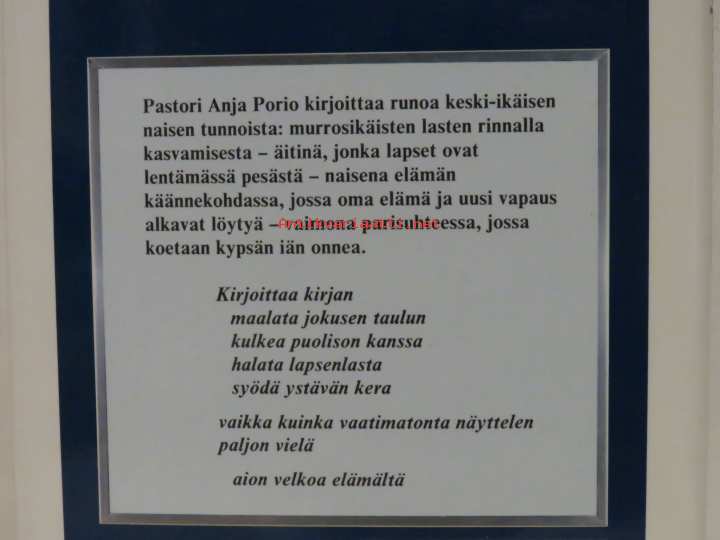 Pastori Anja Porio kirjoittaa runoa keski-ikäisen
naisen tunnoista: murrosikäisten lasten rinnalla
kasvamisesta – äitinä, jonka lapset ovat
lentämässä pesästä – naisena elämän
käännekohdassa, jossa oma elämä ja uusi vapaus
alkavat löytyä – vaimona parisuhteessa, jossa
koetaan kypsän iän onnea.
Antikvariaatti.net
Kirjoittaa kirjan
maalata jokusen taulun
kulkea puolison kanssa
halata lapsenlasta
syödä ystävän kera
vaikka kuinka vaatimatonta näyttelen
paljon vielä
aion velkoa elämältä